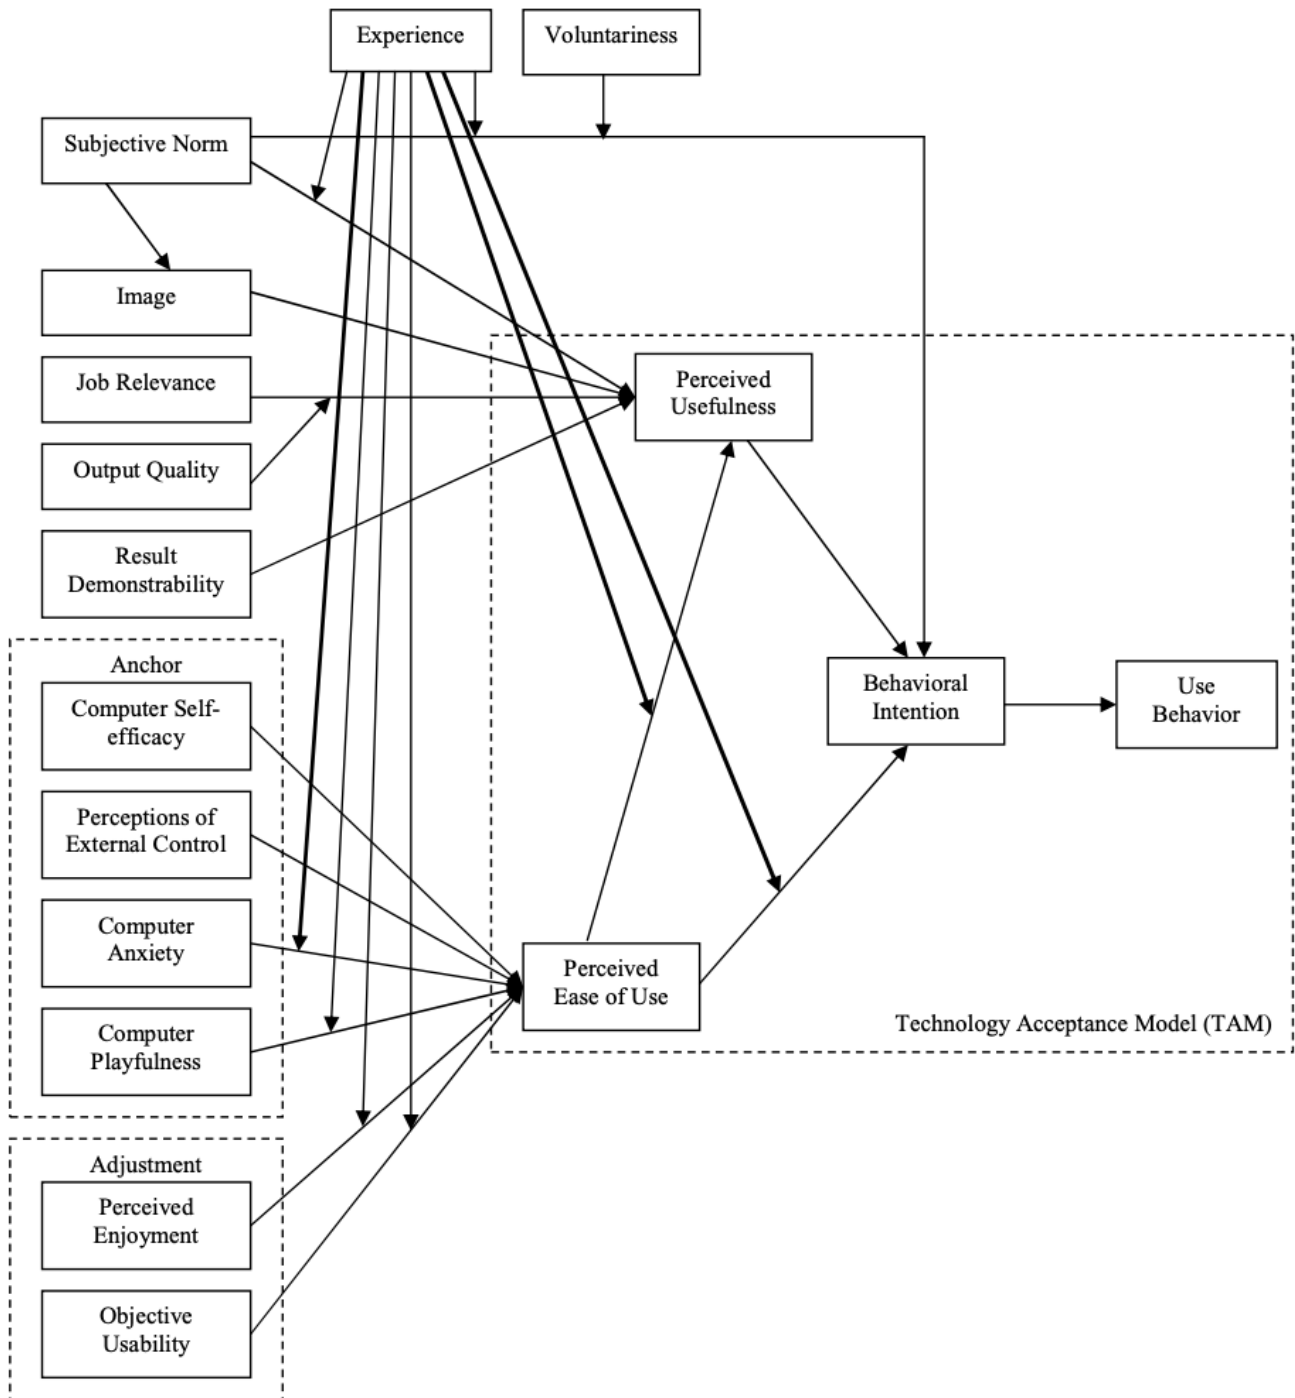 Experience
Voluntariness
Subjective Norm
Image
Job Relevance
Output Quality
Result
Demonstrability
Perceived
Usefulness
Anchor
Computer Self-
efficacy
Perceptions of
External Control
Computer
Anxiety
Computer
Playfulness
Behavioral
Intention
Use
Behavior
Perceived
Ease of Use
Technology Acceptance Model (TAM)
Adjustment
Perceived
Enjoyment
Objective
Usability